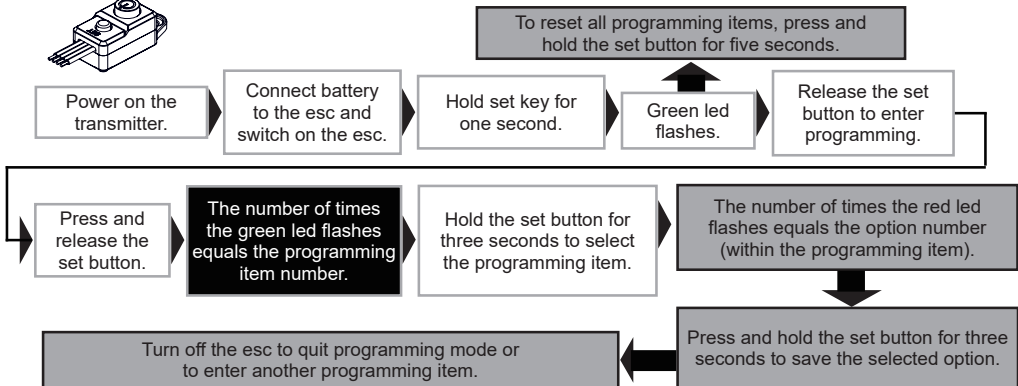 To reset all programming items, press and
hold the set button for five seconds.
Power on the
transmitter.
Connect battery
to the esc and
switch on the esc.
Hold set key for
one second.
Green led
flashes.
Release the set
button to enter
programming.
Press and
release the
set button.
The number of times
the green led flashes
equals the programming
item number.
Hold the set button for
three seconds to select
the programming item.
The number of times the red led
flashes equals the option number
(within the programming item).
Press and hold the set button for three
seconds to save the selected option.
Turn off the esc to quit programming mode or
to enter another programming item.